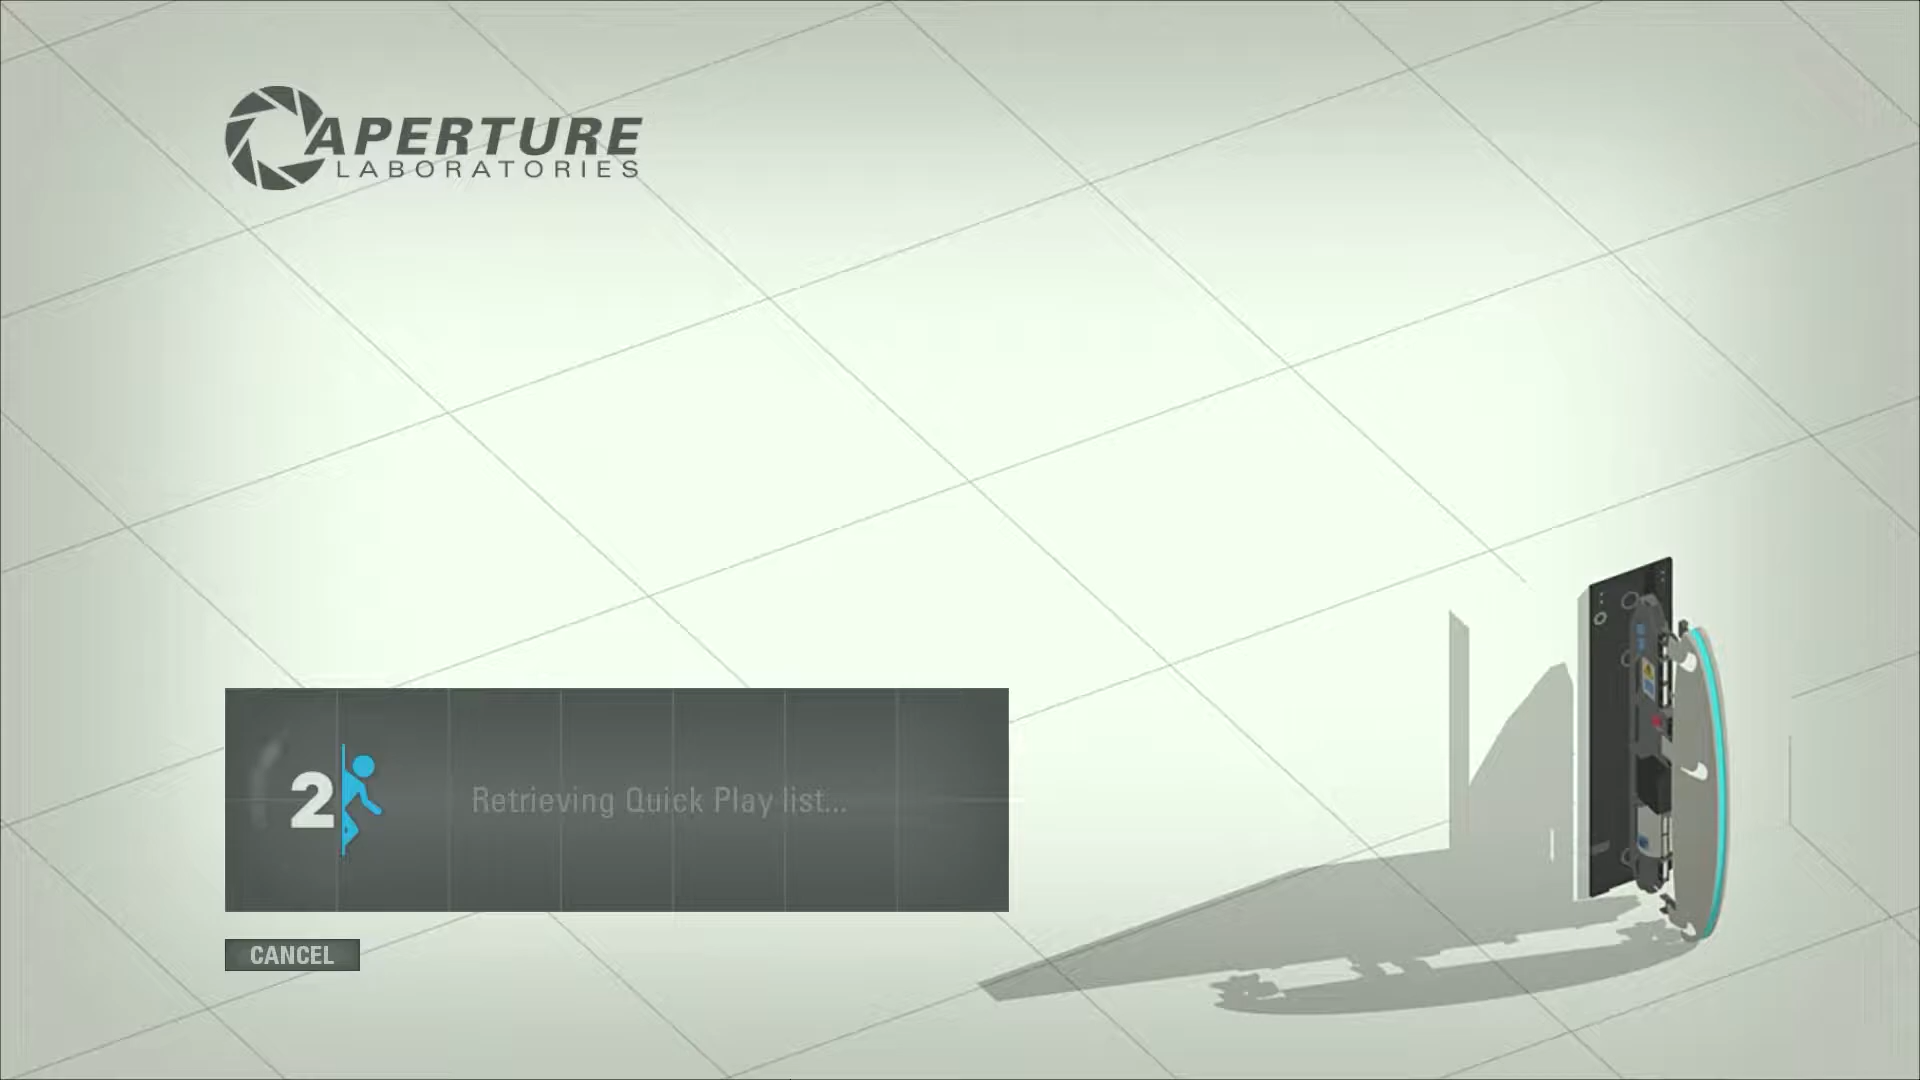 APERTURE
LABORATORIES
2
Retrieving Quick Play list...
CANCEL